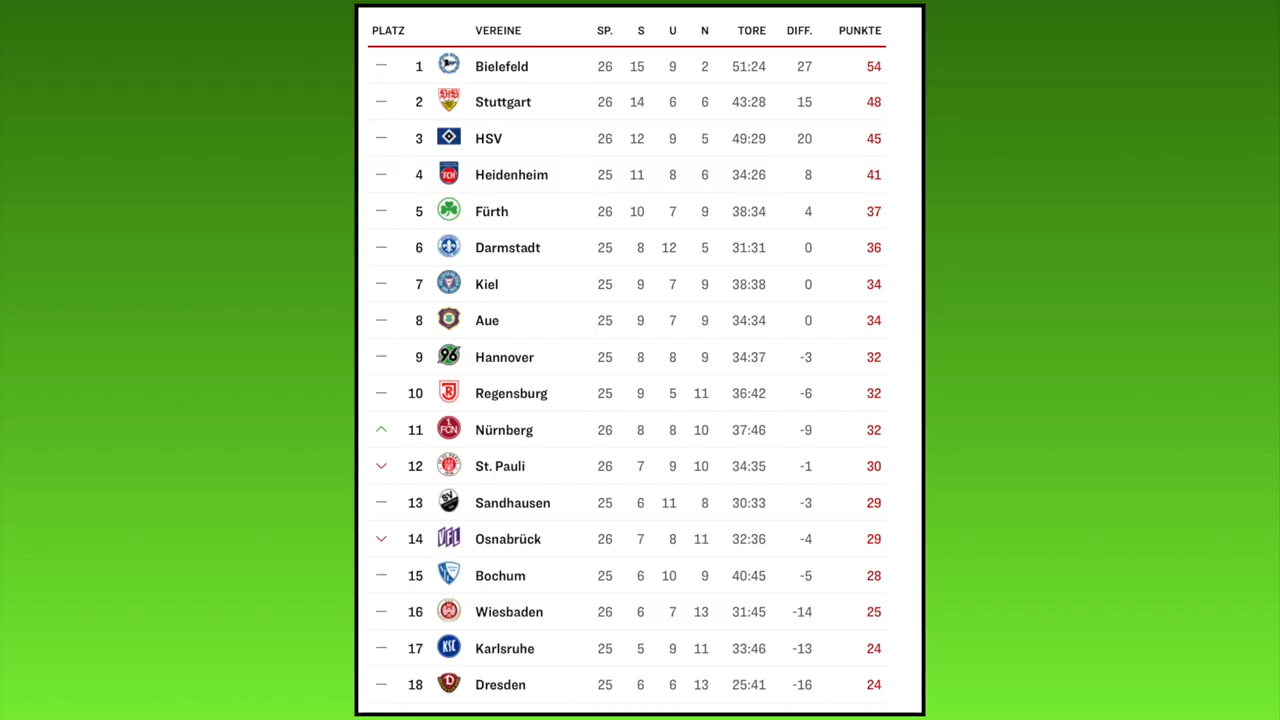 PLATZ VEREINE SP. S U N TORE DIFF. PUNKTE
1 Bielefeld 26 15 9 2 51:24 27 54
2 Stuttgart 26 14 6 6 43:28 15 48
3 HSV 26 12 9 5 49:29 20 45
4 Heidenheim 25 11 8 6 34:26 8 41
5 Fürth 26 10 7 9 38:34 4 37
6 Darmstadt 25 8 12 5 31:31 0 36
7 Kiel 25 9 7 9 38:38 0 34
8 Aue 25 9 7 9 34:34 0 34
9 Hannover 25 8 8 9 34:37 -3 32
10 Regensburg 25 9 5 11 36:42 -6 32
11 Nürnberg 26 8 8 10 37:46 -9 32
12 St. Pauli 26 7 9 10 34:35 -1 30
13 Sandhausen 25 6 11 8 30:33 -3 29
14 Osnabrück 26 7 8 11 32:36 -4 29
15 Bochum 25 6 10 9 40:45 -5 28
16 Wiesbaden 26 6 7 13 31:45 -14 25
17 Karlsruhe 25 5 9 11 33:46 -13 24
18 Dresden 25 6 6 13 25:41 -16 24